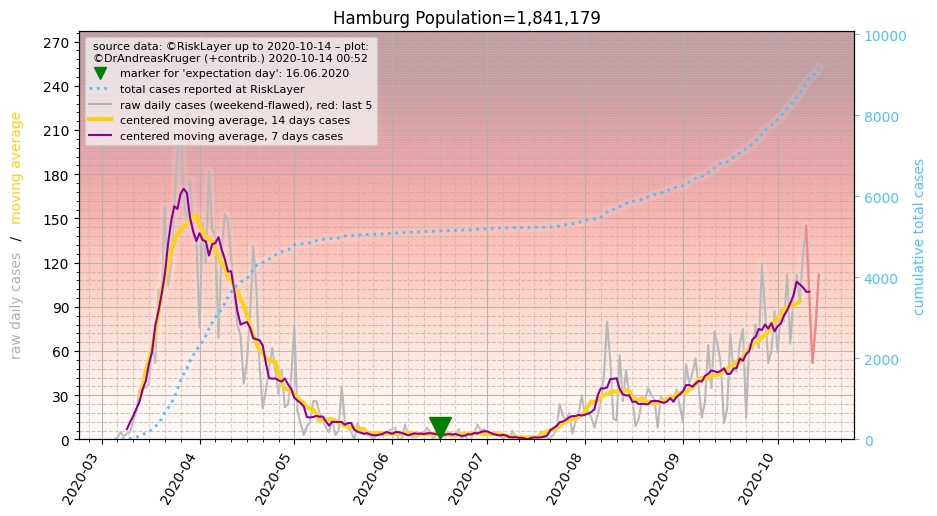 Hamburg Population=1,841,179
source data: ©RiskLayer up to 2020-10-14 – plot:
©DrAndreasKruger (+contrib.) 2020-10-14 00:52
marker for 'expectation day': 16.06.2020
total cases reported at RiskLayer
raw daily cases (weekend-flawed), red: last 5
centered moving average, 14 days cases
centered moving average, 7 days cases
raw daily cases / moving average
270
240
210
180
150
120
90
60
30
0
10000
8000
6000
4000
2000
0
cumulative total cases
2020-03
2020-04
2020-05
2020-06
2020-07
2020-08
2020-09
2020-10